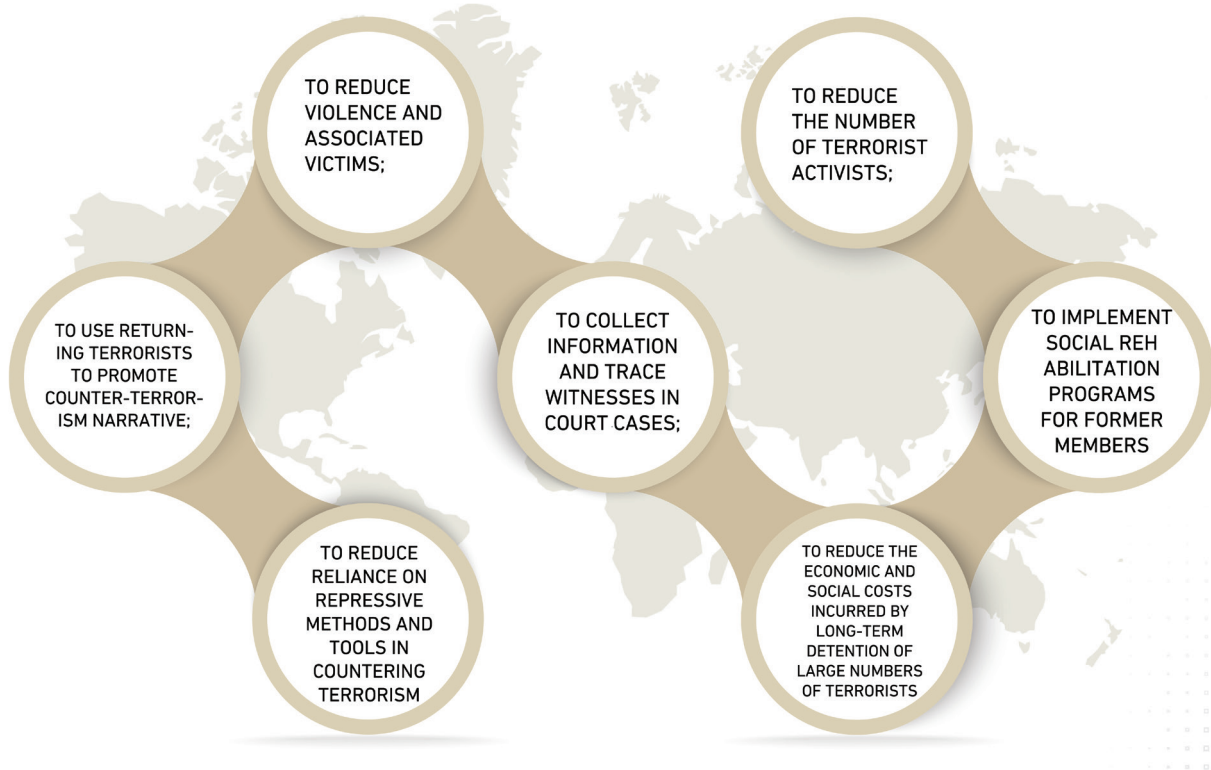 TO REDUCE
VIOLENCE AND
ASSOCIATED
VICTIMS;
TO REDUCE
THE NUMBER
OF TERRORIST
ACTIVISTS;
TO USE RETURN-
ING TERRORISTS
TO PROMOTE
COUNTER-TERROR-
ISM NARRATIVE;
TO COLLECT
INFORMATION
AND TRACE
WITNESSES IN
COURT CASES;
TO IMPLEMENT
SOCIAL REH
ABILITATION
PROGRAMS
FOR FORMER
MEMBERS
TO REDUCE
RELIANCE ON
REPRESSIVE
METHODS AND
TOOLS IN
COUNTERING
TERRORISM
TO REDUCE THE
ECONOMIC AND
SOCIAL COSTS
INCURRED BY
LONG-TERM
DETENTION OF
LARGE NUMBERS
OF TERRORISTS